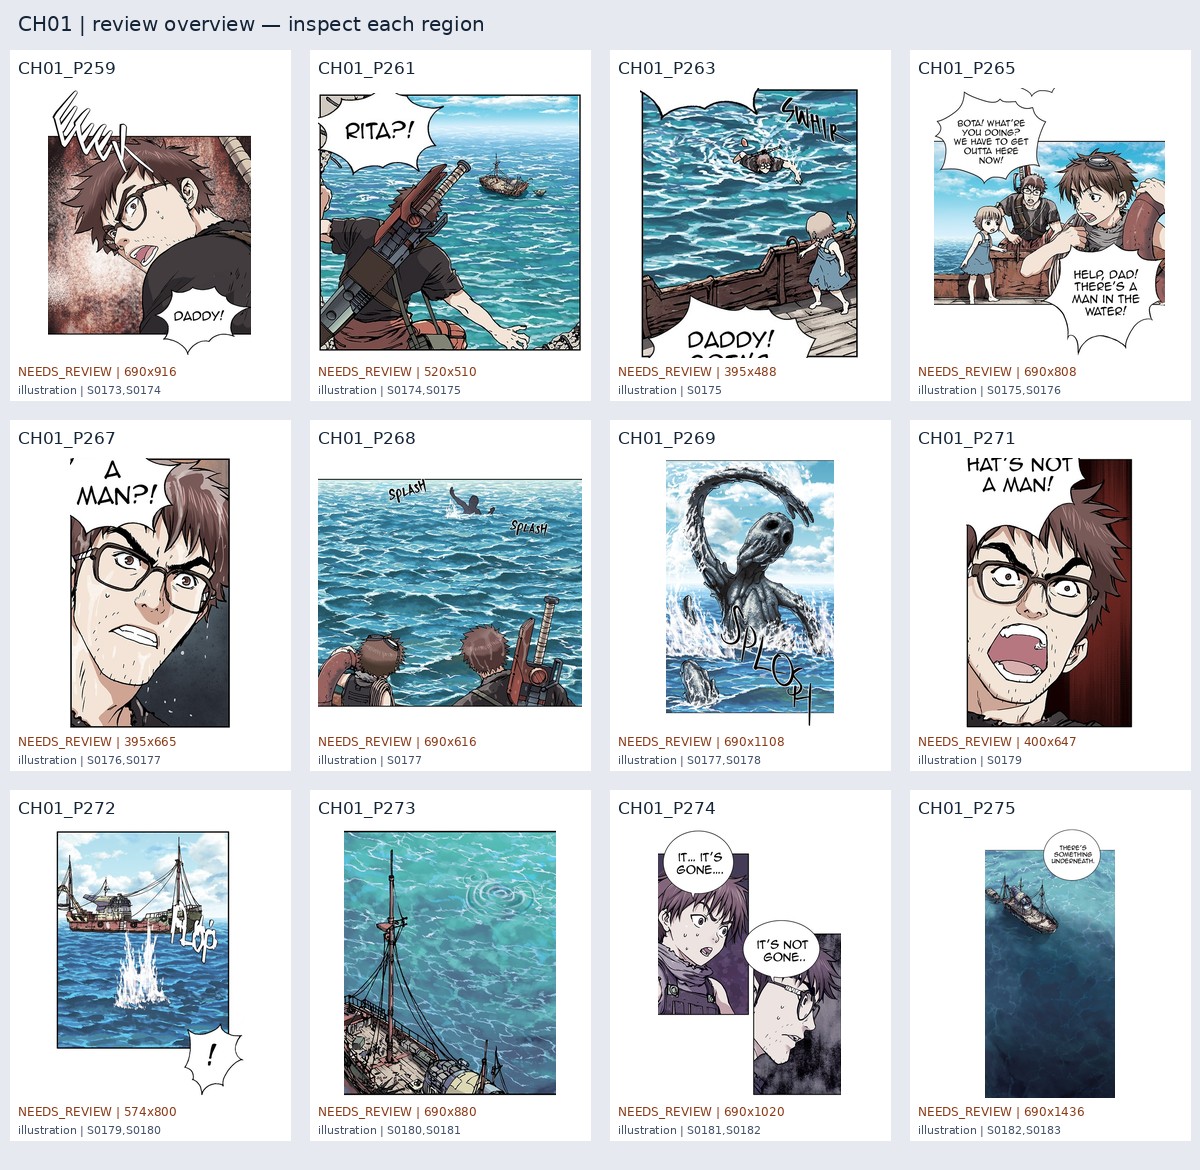 CH01 | review overview — inspect each region
CH01_P259
EEEK
DADDY!
NEEDS_REVIEW | 690x916
illustration | S0173,S0174
CH01_P261
RITA?!
NEEDS_REVIEW | 520x510
illustration | S0174,S0175
CH01_P263
SWHIR
DADDY!
NEEDS_REVIEW | 395x488
illustration | S0175
CH01_P265
BOTA! WHAT'RE
YOU DOING?
WE HAVE TO GET
OUTTA HERE
NOW!
HELP, DAD!
THERE'S A
MAN IN THE
WATER!
NEEDS_REVIEW | 690x808
illustration | S0175,S0176
CH01_P267
A
MAN?!
NEEDS_REVIEW | 395x665
illustration | S0176,S0177
CH01_P268
SPLASH
SPLASH
NEEDS_REVIEW | 690x616
illustration | S0177
CH01_P269
SPLOSH
NEEDS_REVIEW | 690x1108
illustration | S0177,S0178
CH01_P271
HAT'S NOT
A MAN!
NEEDS_REVIEW | 400x647
illustration | S0179
CH01_P272
PLOP
!
NEEDS_REVIEW | 574x800
illustration | S0179,S0180
CH01_P273
NEEDS_REVIEW | 690x880
illustration | S0180,S0181
CH01_P274
IT... IT'S
GONE....
IT'S NOT
GONE..
NEEDS_REVIEW | 690x1020
illustration | S0181,S0182
CH01_P275
THERE'S
SOMETHING
UNDERNEATH.
NEEDS_REVIEW | 690x1436
illustration | S0182,S0183